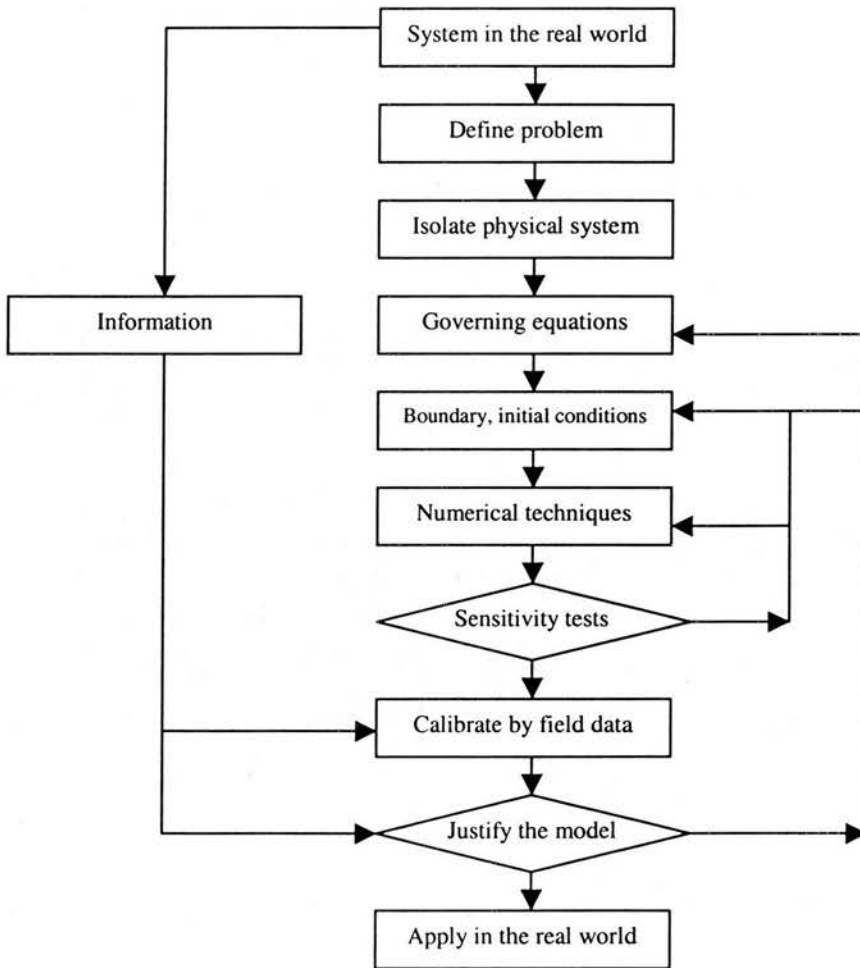 System in the real world
Define problem
Isolate physical system
Information
Governing equations
Boundary, initial conditions
Numerical techniques
Sensitivity tests
Calibrate by field data
Justify the model
Apply in the real world